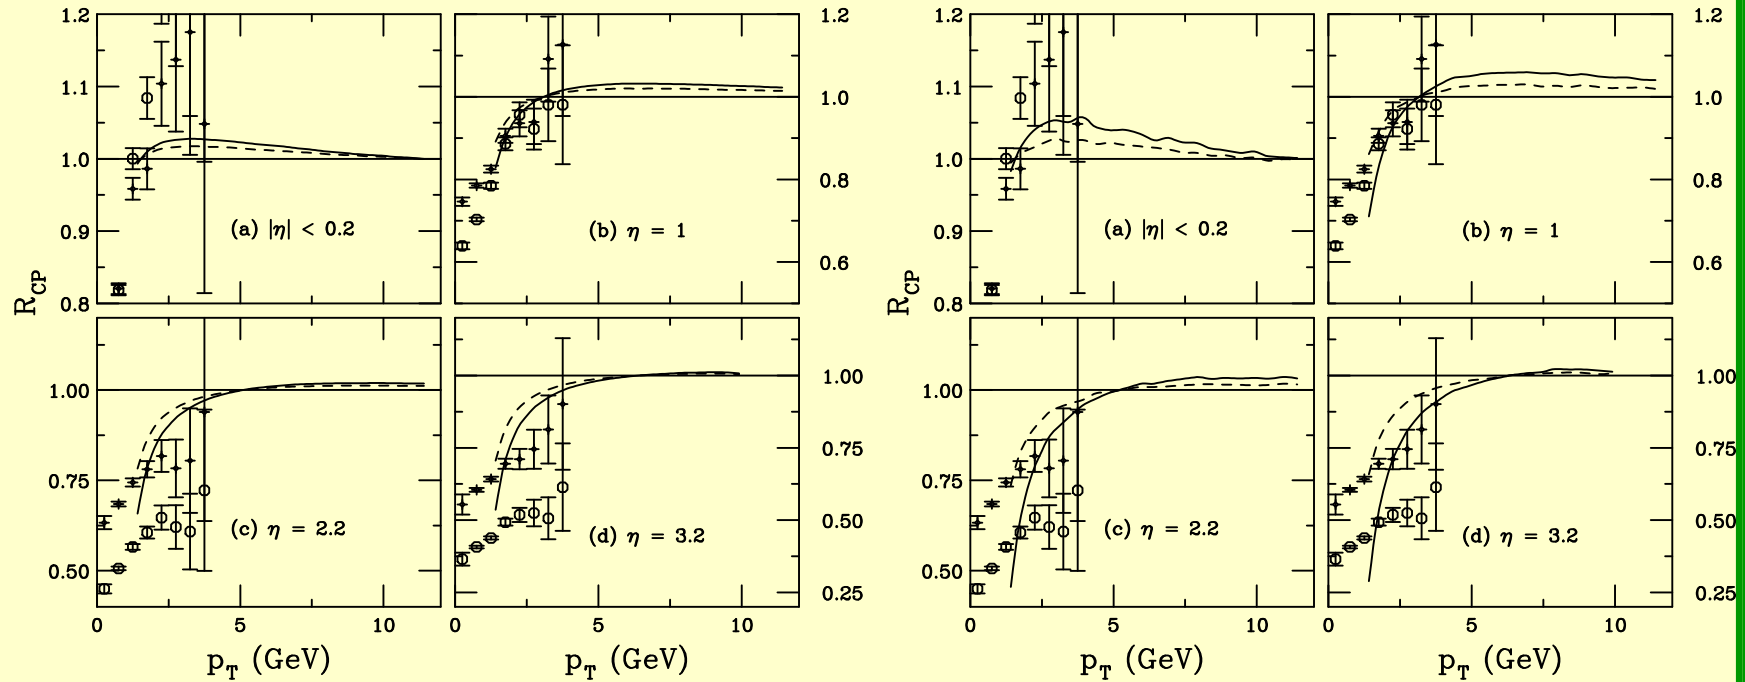 1.2 1.2 1.2 1.2
1.1 1.0 1.1 1.0
1.0 0.8 1.0 0.8
(a) |η| < 0.2 (b) η = 1 (a) |η| < 0.2 (b) η = 1
0.9 0.6 0.9 0.6
R_CP R_CP
0.8 0.8
1.00 1.00 1.00 1.00
0.75 0.75 0.75 0.75
(c) η = 2.2 (d) η = 3.2 (c) η = 2.2 (d) η = 3.2
0.50 0.50 0.50 0.50
0.25 0.25
0 5 10 0 5 10 0 5 10 0 5 10
p_T (GeV) p_T (GeV) p_T (GeV) p_T (GeV)